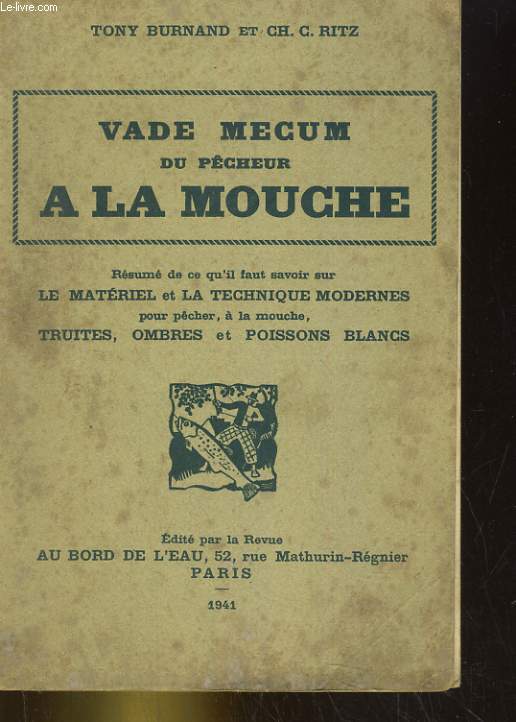 Le-livre.com
TONY BURNAND ET CH. C. RITZ
VADE MECUM
DU PÊCHEUR
A LA MOUCHE
Résumé de ce qu'il faut savoir sur
LE MATÉRIEL et LA TECHNIQUE MODERNES
pour pêcher, à la mouche,
TRUITES, OMBRES et POISSONS BLANCS
Édité par la Revue
AU BORD DE L'EAU, 52, rue Mathurin-Régnier
PARIS
1941